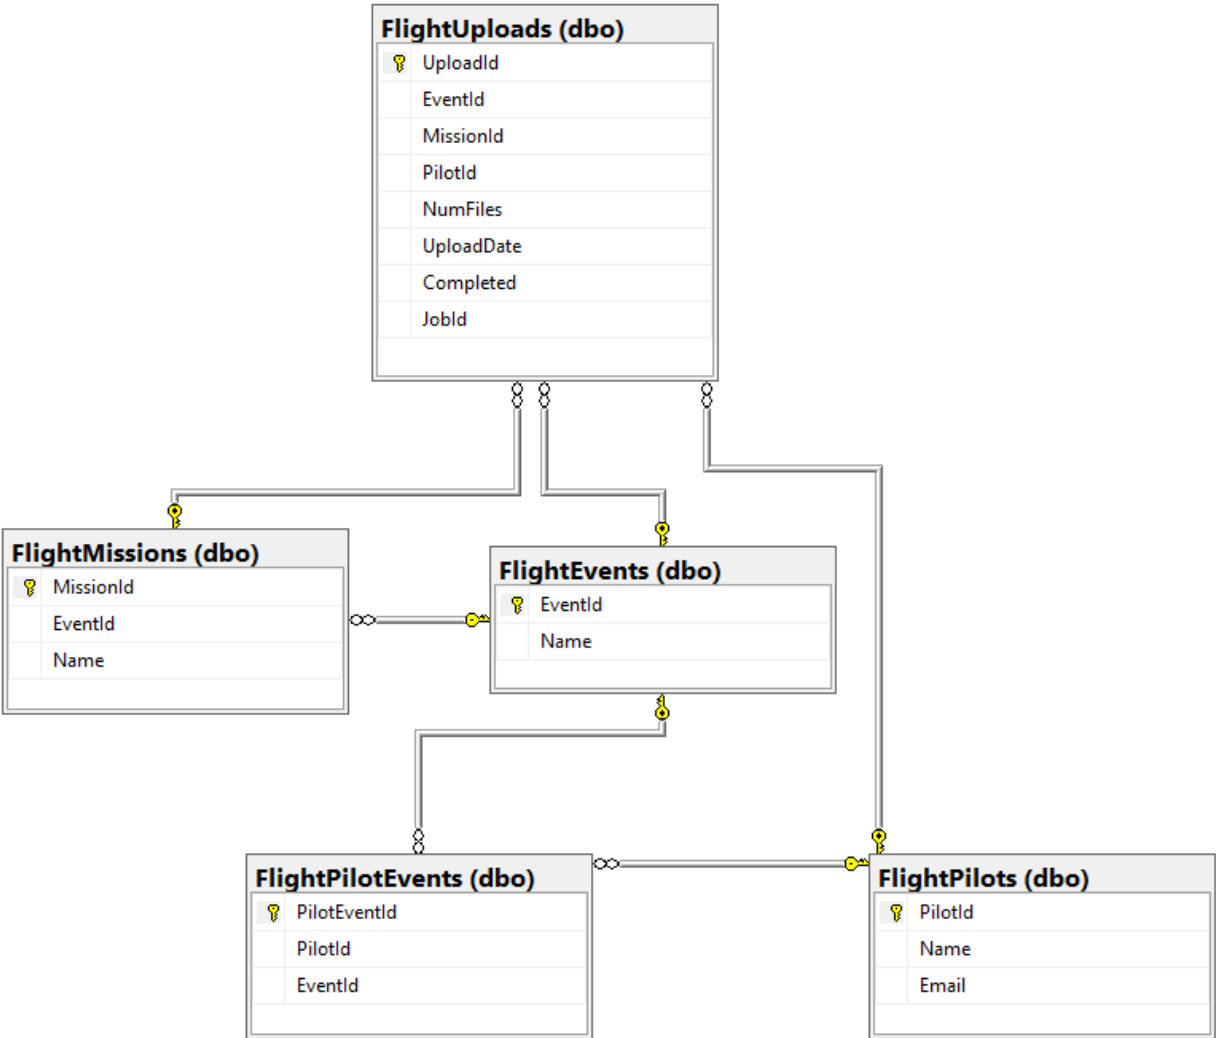 FlightUploads (dbo)
UploadId
EventId
MissionId
PilotId
NumFiles
UploadDate
Completed
JobId
FlightMissions (dbo)
MissionId
EventId
Name
FlightEvents (dbo)
EventId
Name
FlightPilotEvents (dbo)
PilotEventId
PilotId
EventId
FlightPilots (dbo)
PilotId
Name
Email